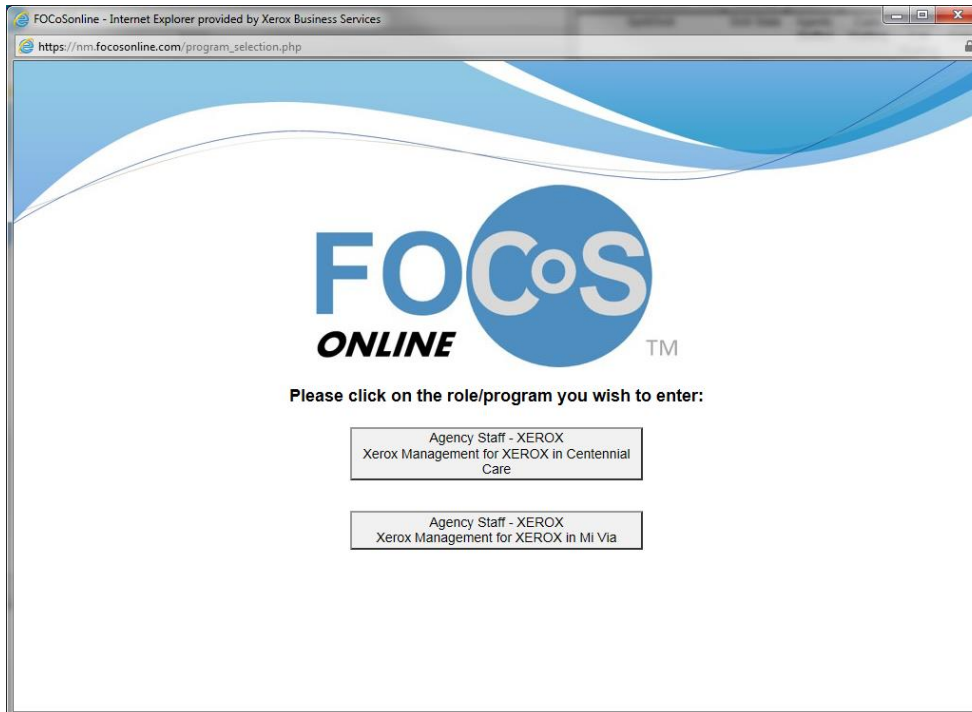 FOCoSonline - Internet Explorer provided by Xerox Business Services
https://nm.focosonline.com/program_selection.php
FOCoS
ONLINE
TM
Please click on the role/program you wish to enter:
Agency Staff - XEROX
Xerox Management for XEROX in Centennial
Care
Agency Staff - XEROX
Xerox Management for XEROX in Mi Via